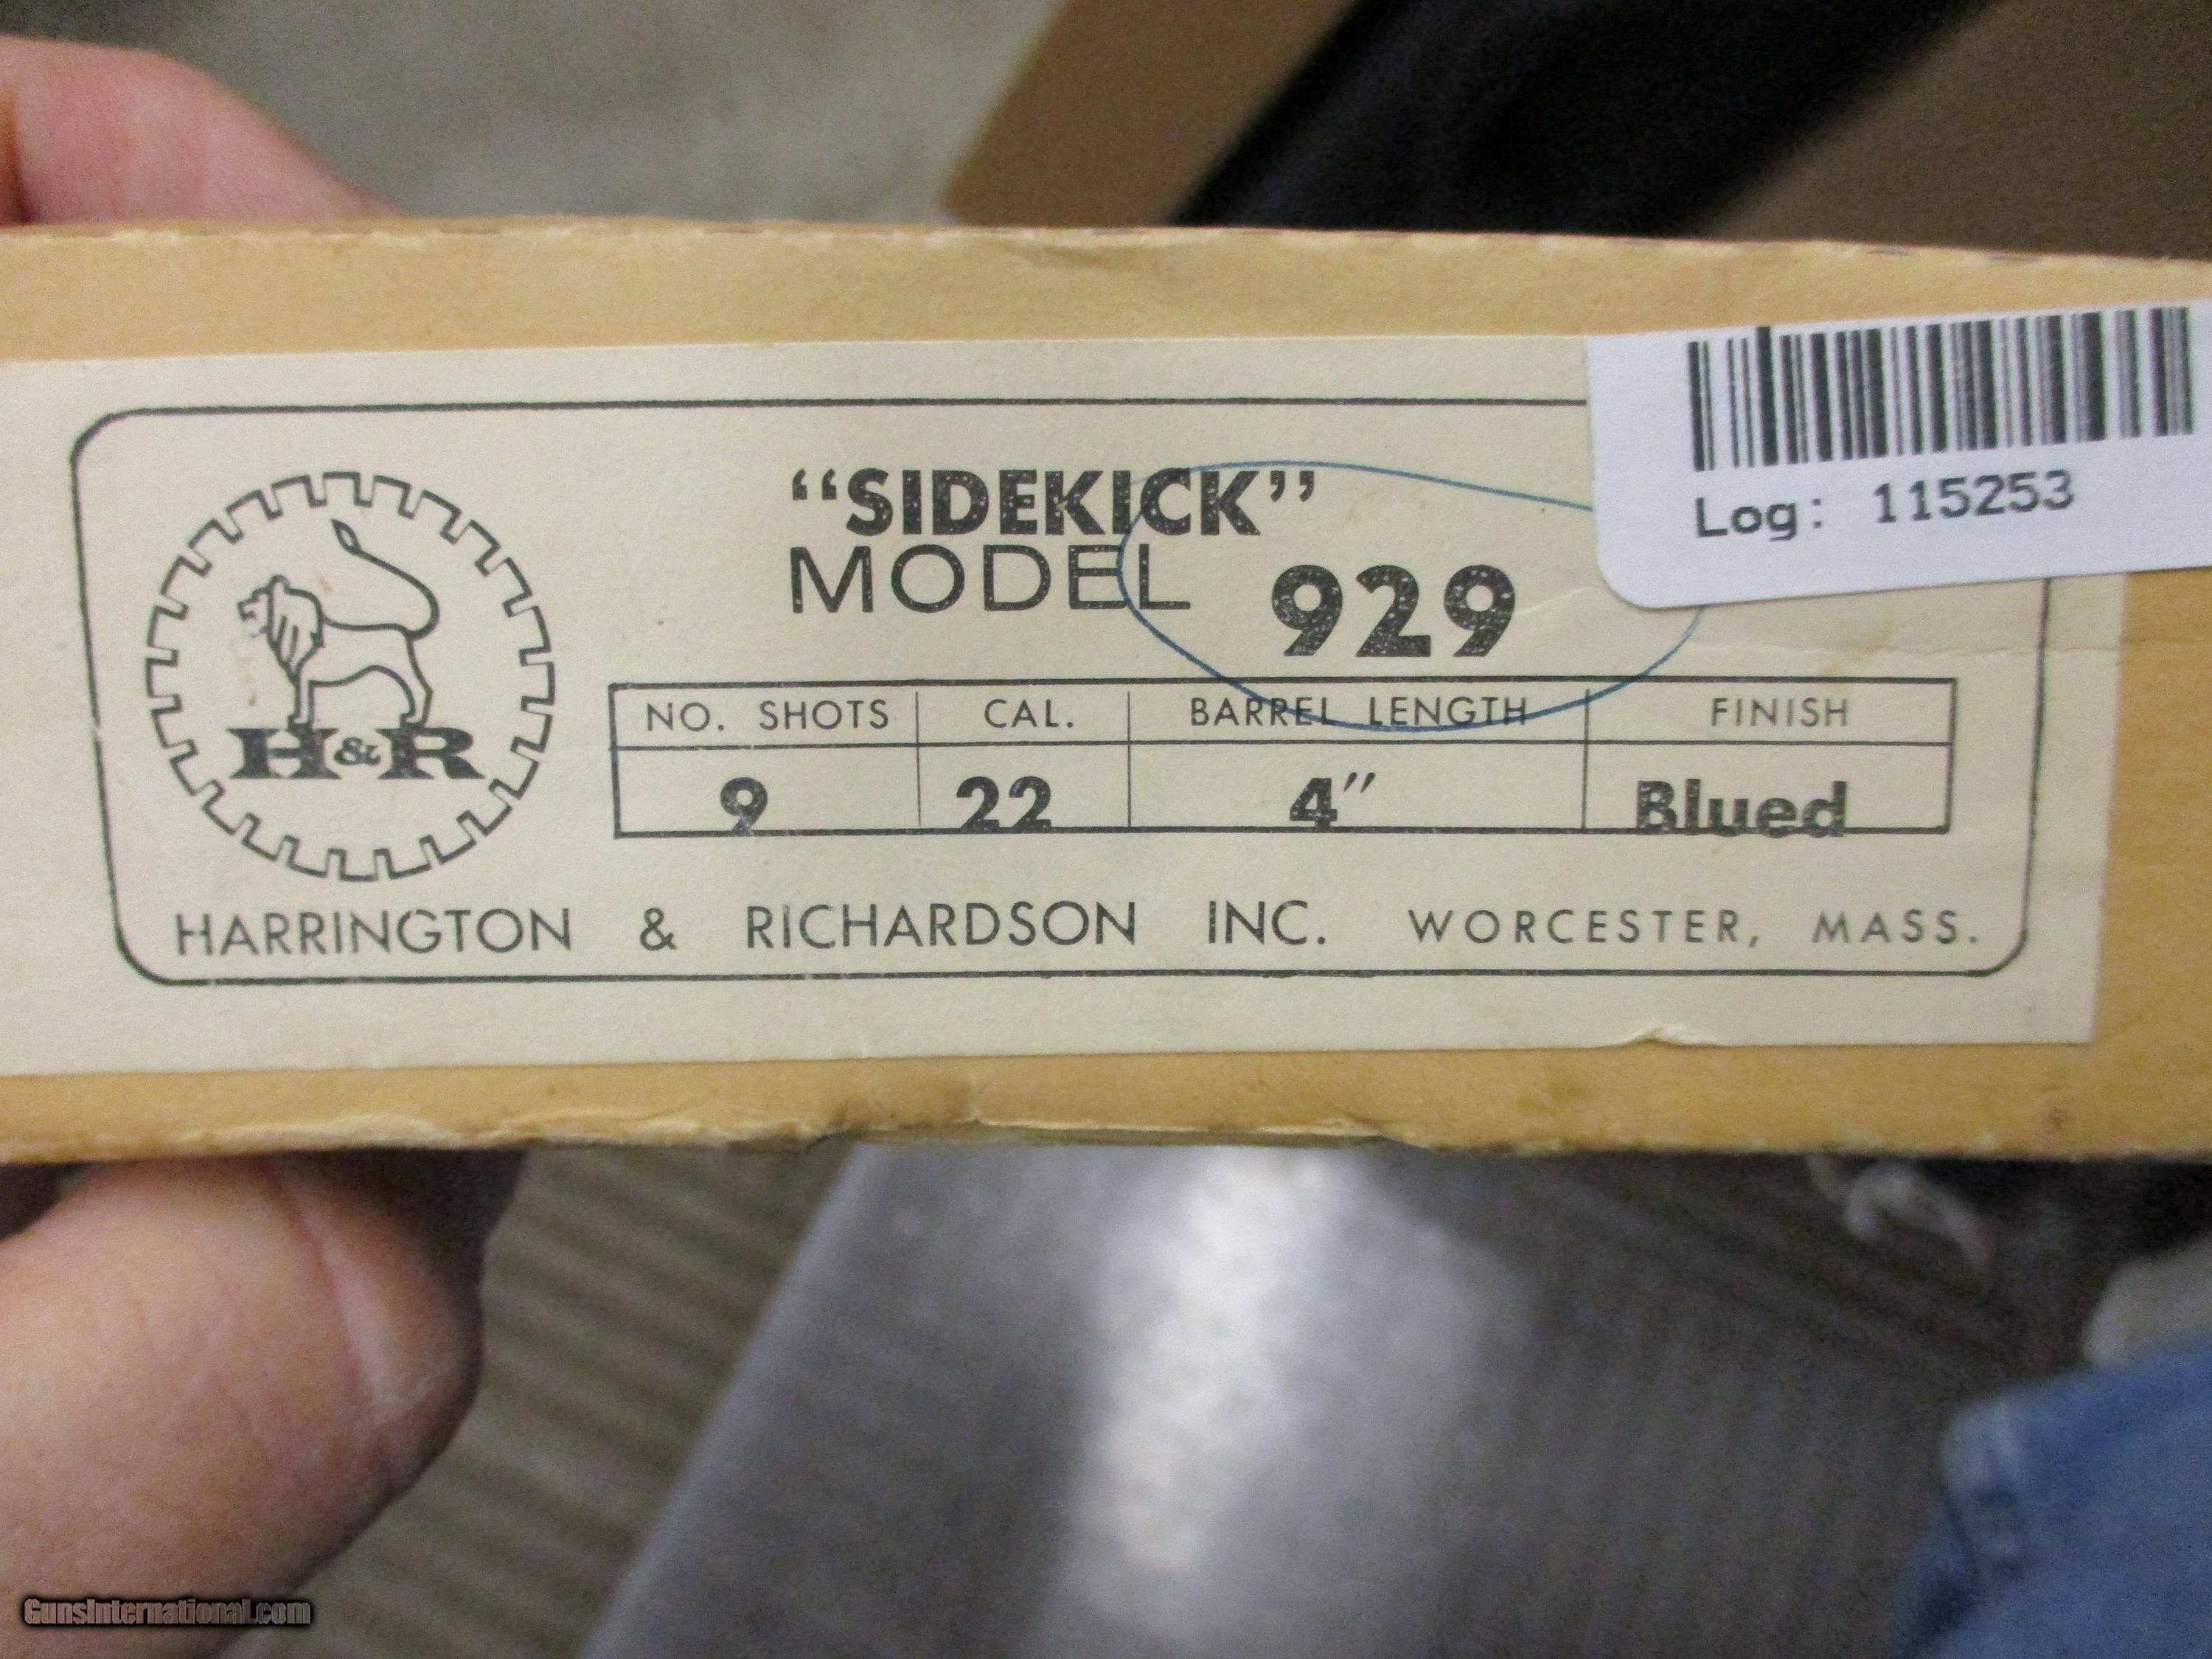 “SIDEKICK”
MODEL 929
Log: 115253
NO. SHOTS CAL. BARREL LENGTH FINISH
9 22 4” Blued
H&R
HARRINGTON & RICHARDSON INC. WORCESTER, MASS.
GunsInternational.com